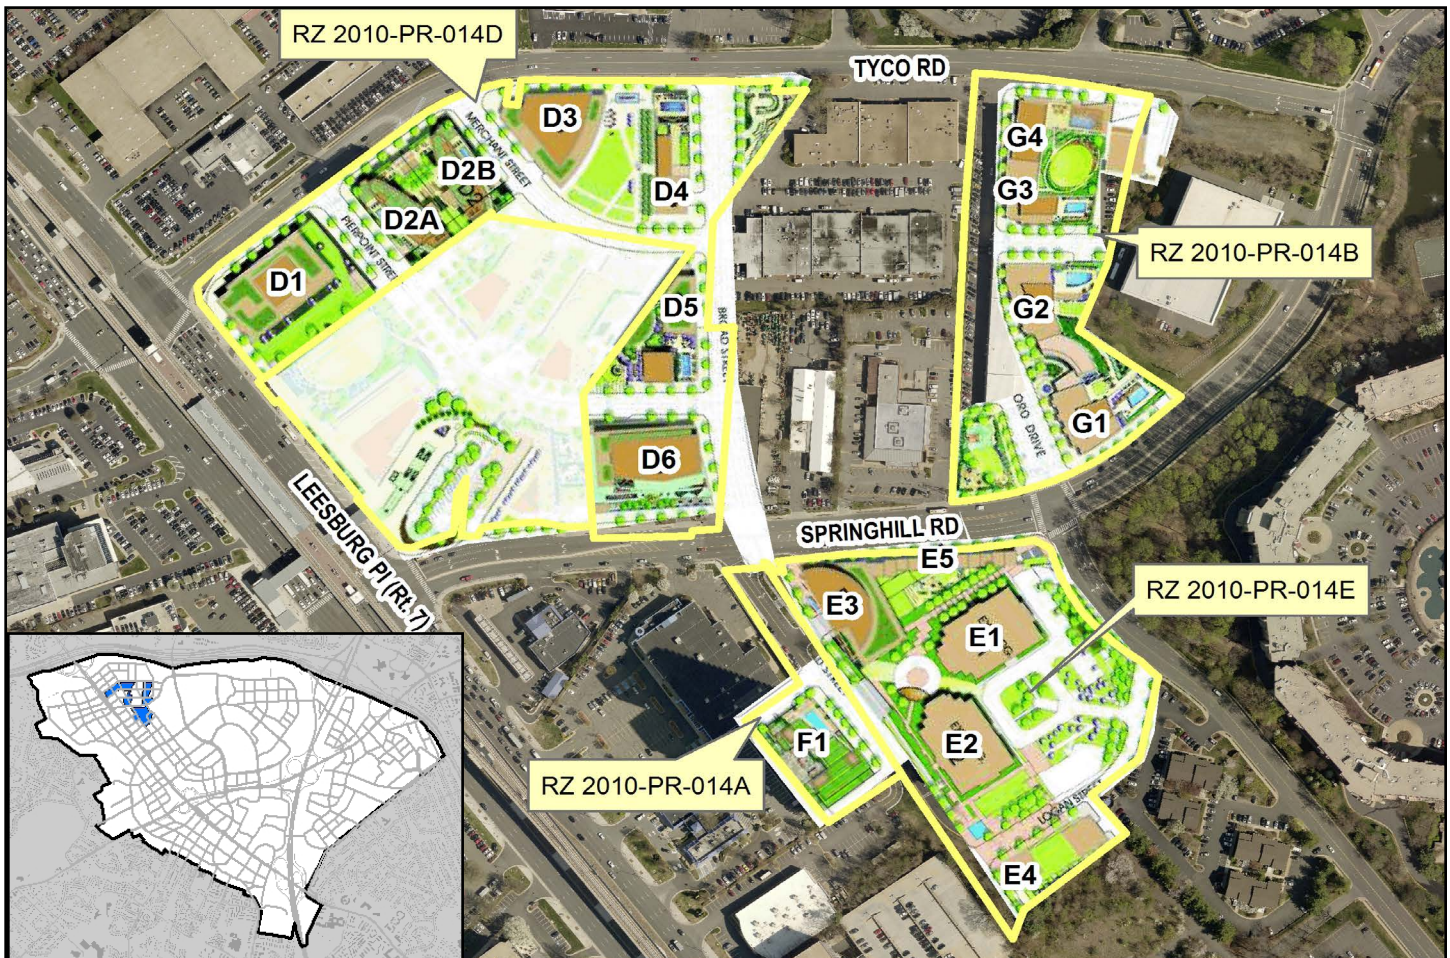 RZ 2010-PR-014D
TYCO RD
D3
MERCHANT STREET
D2B
D4
G4
G3
D2A
PIERPOINT STREET
RZ 2010-PR-014B
D1
D5
G2
BROAD STREET
ORO DRIVE
G1
D6
LEESBURG PI (Rt. 7)
SPRINGHILL RD
E5
RZ 2010-PR-014E
E3
E1
F1
E2
RZ 2010-PR-014A
LOGAN STREET
E4